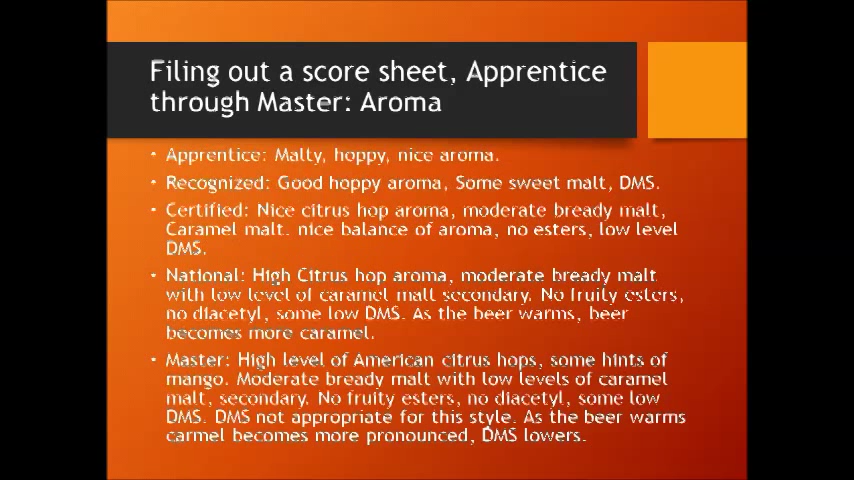 Filing out a score sheet, Apprentice
through Master: Aroma
• Apprentice: Malty, hoppy, nice aroma.
• Recognized: Good hoppy aroma, Some sweet malt, DMS.
• Certified: Nice citrus hop aroma, moderate bready malt,
Caramel malt. nice balance of aroma, no esters, low level
DMS.
• National: High Citrus hop aroma, moderate bready malt
with low level of caramel malt secondary. No fruity esters,
no diacetyl, some low DMS. As the beer warms, beer
becomes more caramel.
• Master: High level of American citrus hops, some hints of
mango. Moderate bready malt with low levels of caramel
malt, secondary. No fruity esters, no diacetyl, some low
DMS. DMS not appropriate for this style. As the beer warms
carmel becomes more pronounced, DMS lowers.